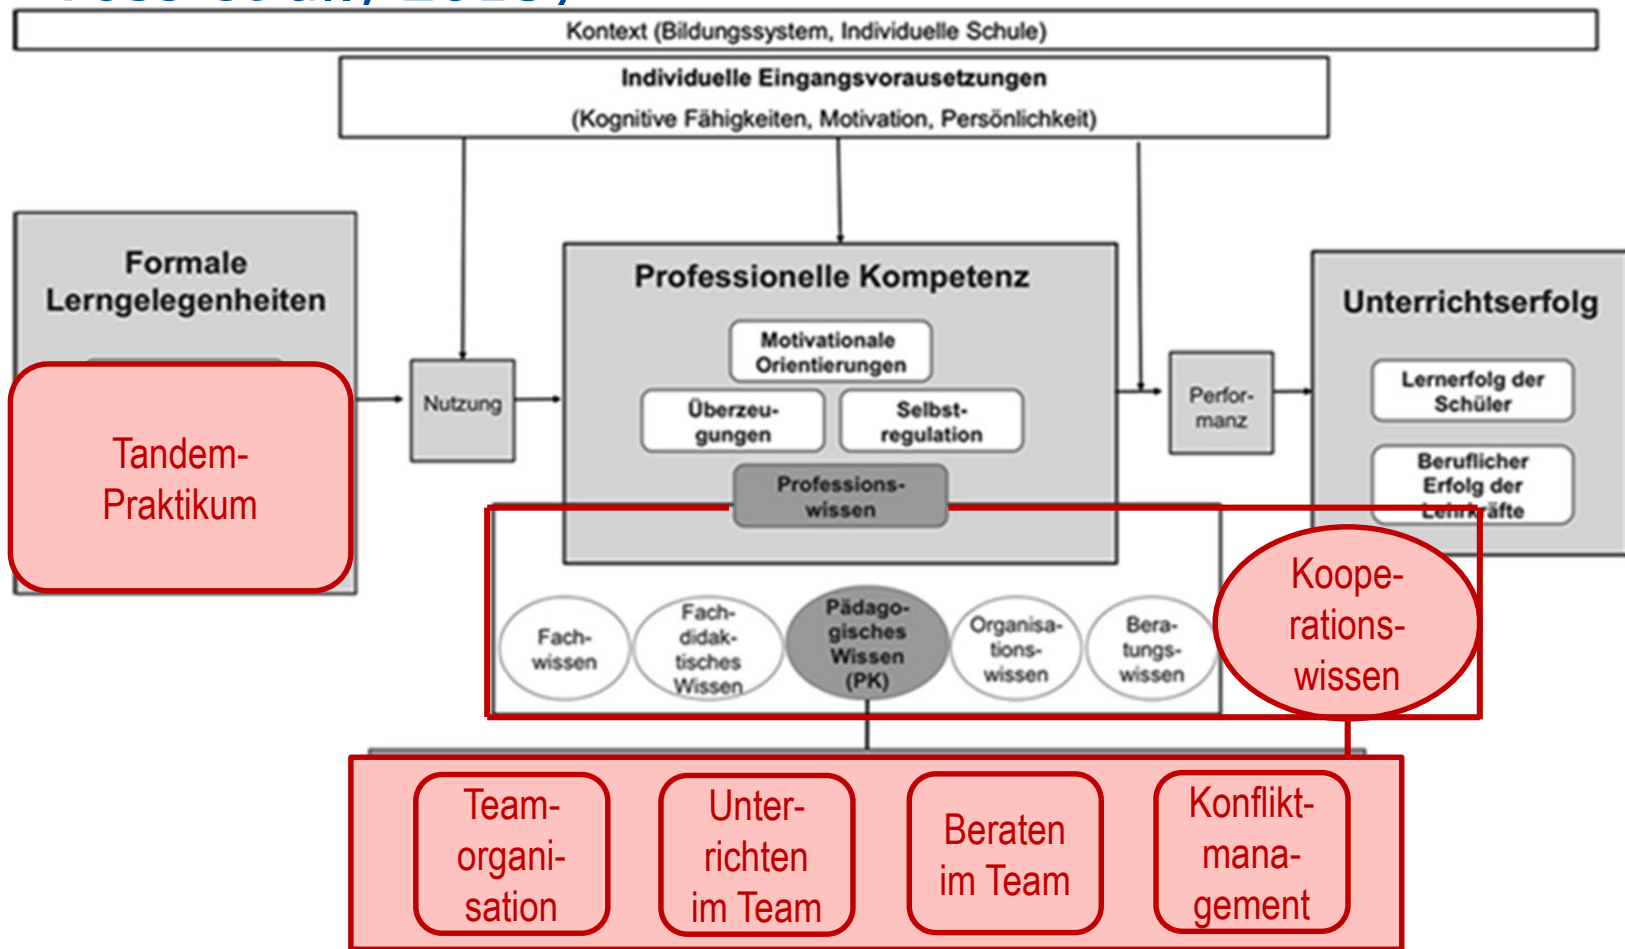 Kontext (Bildungssystem, Individuelle Schule)
Individuelle Eingangsvorausetzungen
(Kognitive Fähigkeiten, Motivation, Persönlichkeit)
Formale
Lerngelegenheiten
Tandem-
Praktikum
Nutzung
Professionelle Kompetenz
Motivationale
Orientierungen
Überzeu-
gungen
Selbst-
regulation
Professions-
wissen
Perfor-
manz
Unterrichtserfolg
Lernerfolg der
Schüler
Beruflicher
Erfolg der
Lehrkräfte
Fach-
wissen
Fach-
didak-
tisches
Wissen
Pädago-
gisches
Wissen
(PK)
Organisa-
tions-
wissen
Bera-
tungs-
wissen
Koope-
rations-
wissen
Team-
organi-
sation
Unter-
richten
im Team
Beraten
im Team
Konflikt-
mana-
gement